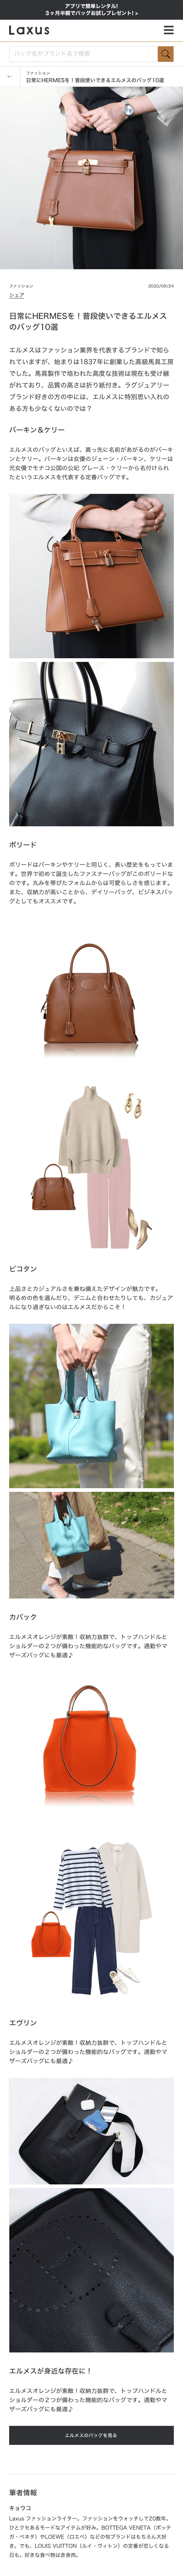 アプリで簡単レンタル!
3ヶ月半額でバッグお試しプレゼント! >
Laxus
バッグ名やブランド名で検索
←
ファッション
日常にHERMESを！普段使いできるエルメスのバッグ10選
ファッション
2020/09/24
シェア
日常にHERMESを！普段使いできるエルメス
のバッグ10選
エルメスはファッション業界を代表するブランドで知ら
れていますが、始まりは1837年に創業した高級馬具工房
でした。馬具製作で培われた高度な技術は現在も受け継
がれており、品質の高さは折り紙付き。ラグジュアリー
ブランド好きの方の中には、エルメスに特別思い入れの
ある方も少なくないのでは？
バーキン＆ケリー
エルメスのバッグといえば、真っ先に名前があがるのがバーキ
ンとケリー。バーキンは女優のジェーン・バーキン、ケリーは
元女優でモナコ公国の公妃 グレース・ケリーから名付けられ
たというエルメスを代表する定番バッグです。
ボリード
ボリードはバーキンやケリーと同じく、長い歴史をもっていま
す。世界で初めて誕生したファスナーバッグがこのボリードな
のです。丸みを帯びたフォルムからは可愛らしさを感じます。
また、収納力が高いことから、デイリーバッグ、ビジネスバッ
グとしてもオススメです。
ピコタン
上品さとカジュアルさを兼ね備えたデザインが魅力です。
明るめの色を選んだり、デニムと合わせたりしても、カジュア
ルになり過ぎないのはエルメスだからこそ！
カバック
エルメスオレンジが素敵！収納力抜群で、トップハンドルと
ショルダーの２つが備わった機能的なバッグです。通勤やマ
ザーズバッグにも最適♪
エヴリン
エルメスオレンジが素敵！収納力抜群で、トップハンドルと
ショルダーの２つが備わった機能的なバッグです。通勤やマ
ザーズバッグにも最適♪
エルメスが身近な存在に！
エルメスオレンジが素敵！収納力抜群で、トップハンドルと
ショルダーの２つが備わった機能的なバッグです。通勤やマ
ザーズバッグにも最適♪
エルメスのバッグを見る
筆者情報
キョウコ
Laxus ファッションライター。ファッションをウォッチして20数年。
ひとクセあるモードなアイテムが好み。BOTTEGA VENETA（ボッテ
ガ・ベネタ）やLOEWE（ロエベ）などの旬ブランドはもちろん大好
き。でも、LOUIS VUITTON（ルイ・ヴィトン）の定番が恋しくなる
日も。好きな食べ物は赤身肉。